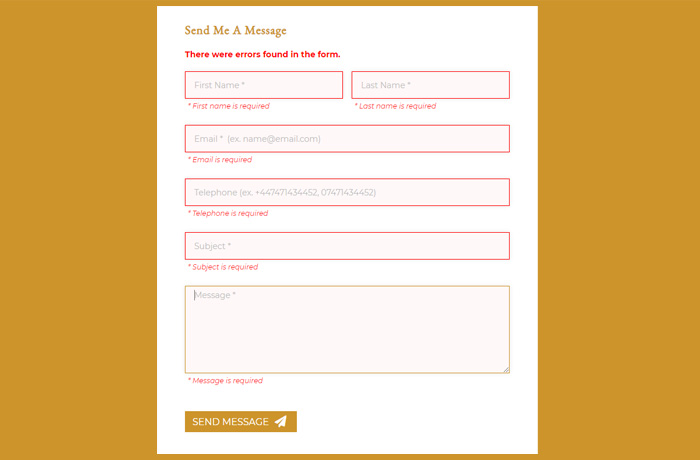 Send Me A Message
There were errors found in the form.
First Name * Last Name *
* First name is required * Last name is required
Email * (ex. name@email.com)
* Email is required
Telephone (ex. +447471434452, 07471434452)
* Telephone is required
Subject *
* Subject is required
Message *
* Message is required
SEND MESSAGE